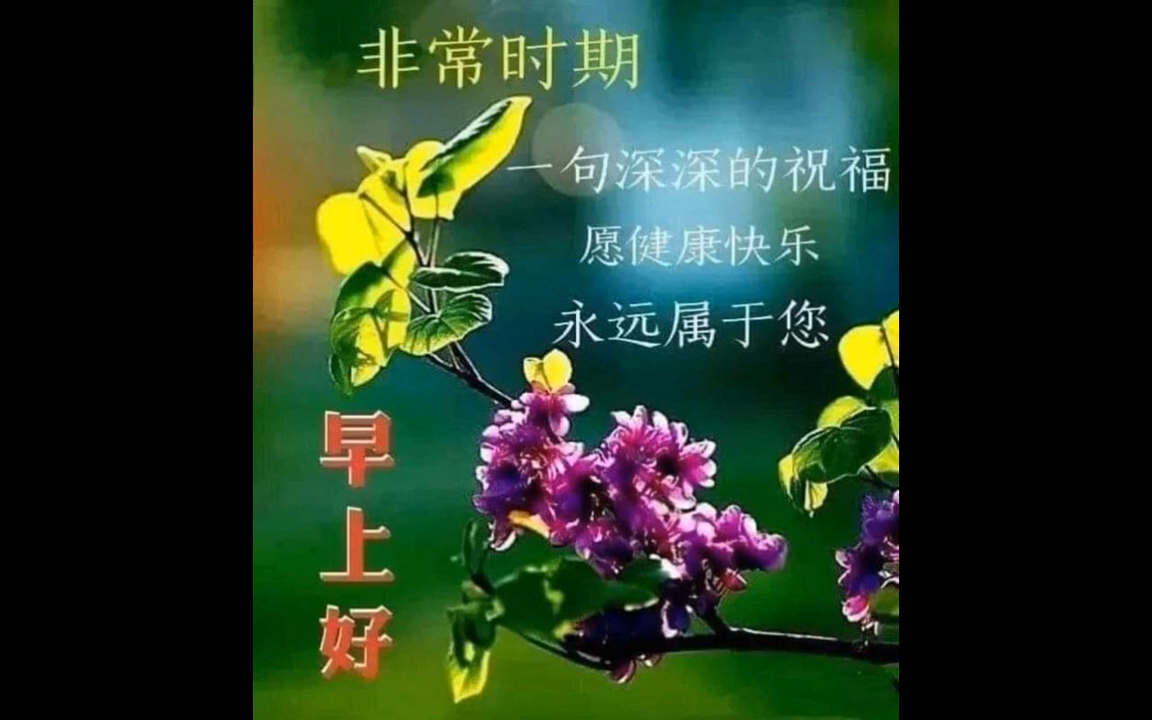 非常时期
一句深深的祝福
愿健康快乐
永远属于您
早上好